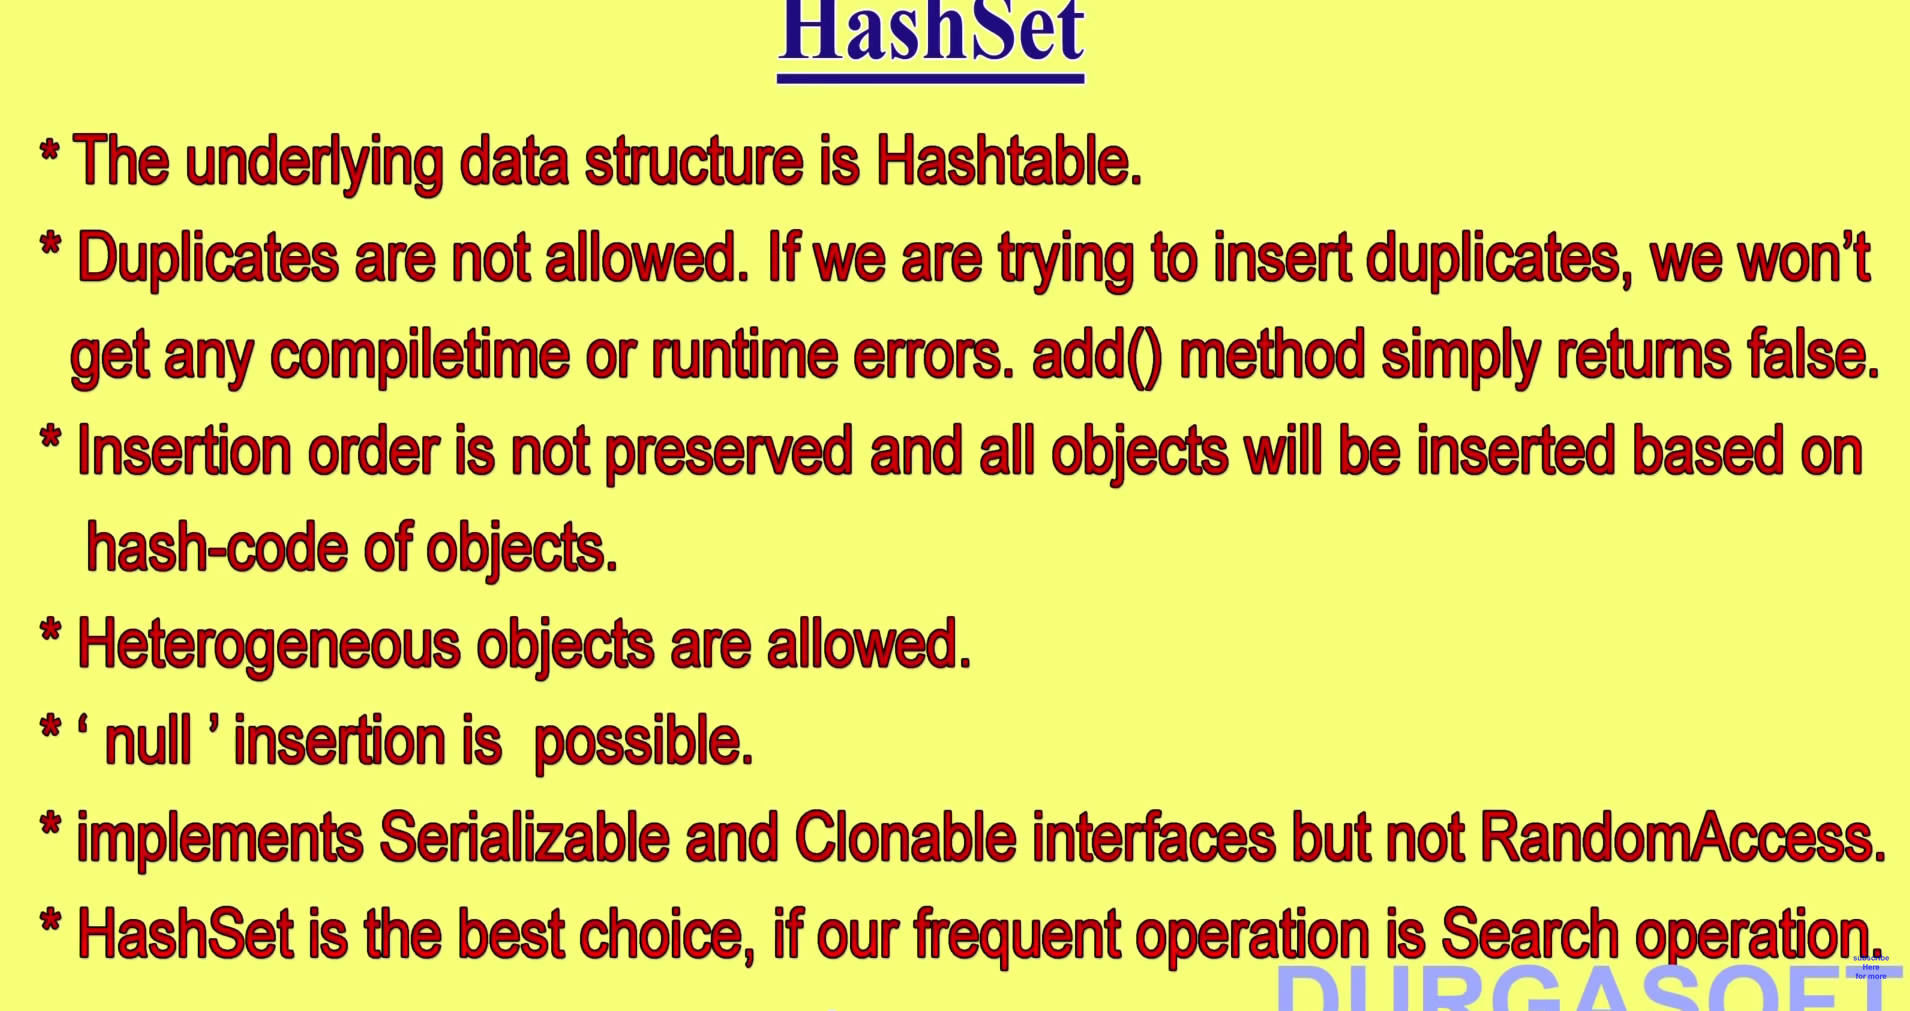 HashSet
* The underlying data structure is Hashtable.
* Duplicates are not allowed. If we are trying to insert duplicates, we won’t
get any compiletime or runtime errors. add() method simply returns false.
* Insertion order is not preserved and all objects will be inserted based on
hash-code of objects.
* Heterogeneous objects are allowed.
* ‘ null ’ insertion is  possible.
* implements Serializable and Clonable interfaces but not RandomAccess.
* HashSet is the best choice, if our frequent operation is Search operation.
subscribe
Here
for more
DURGASOFT